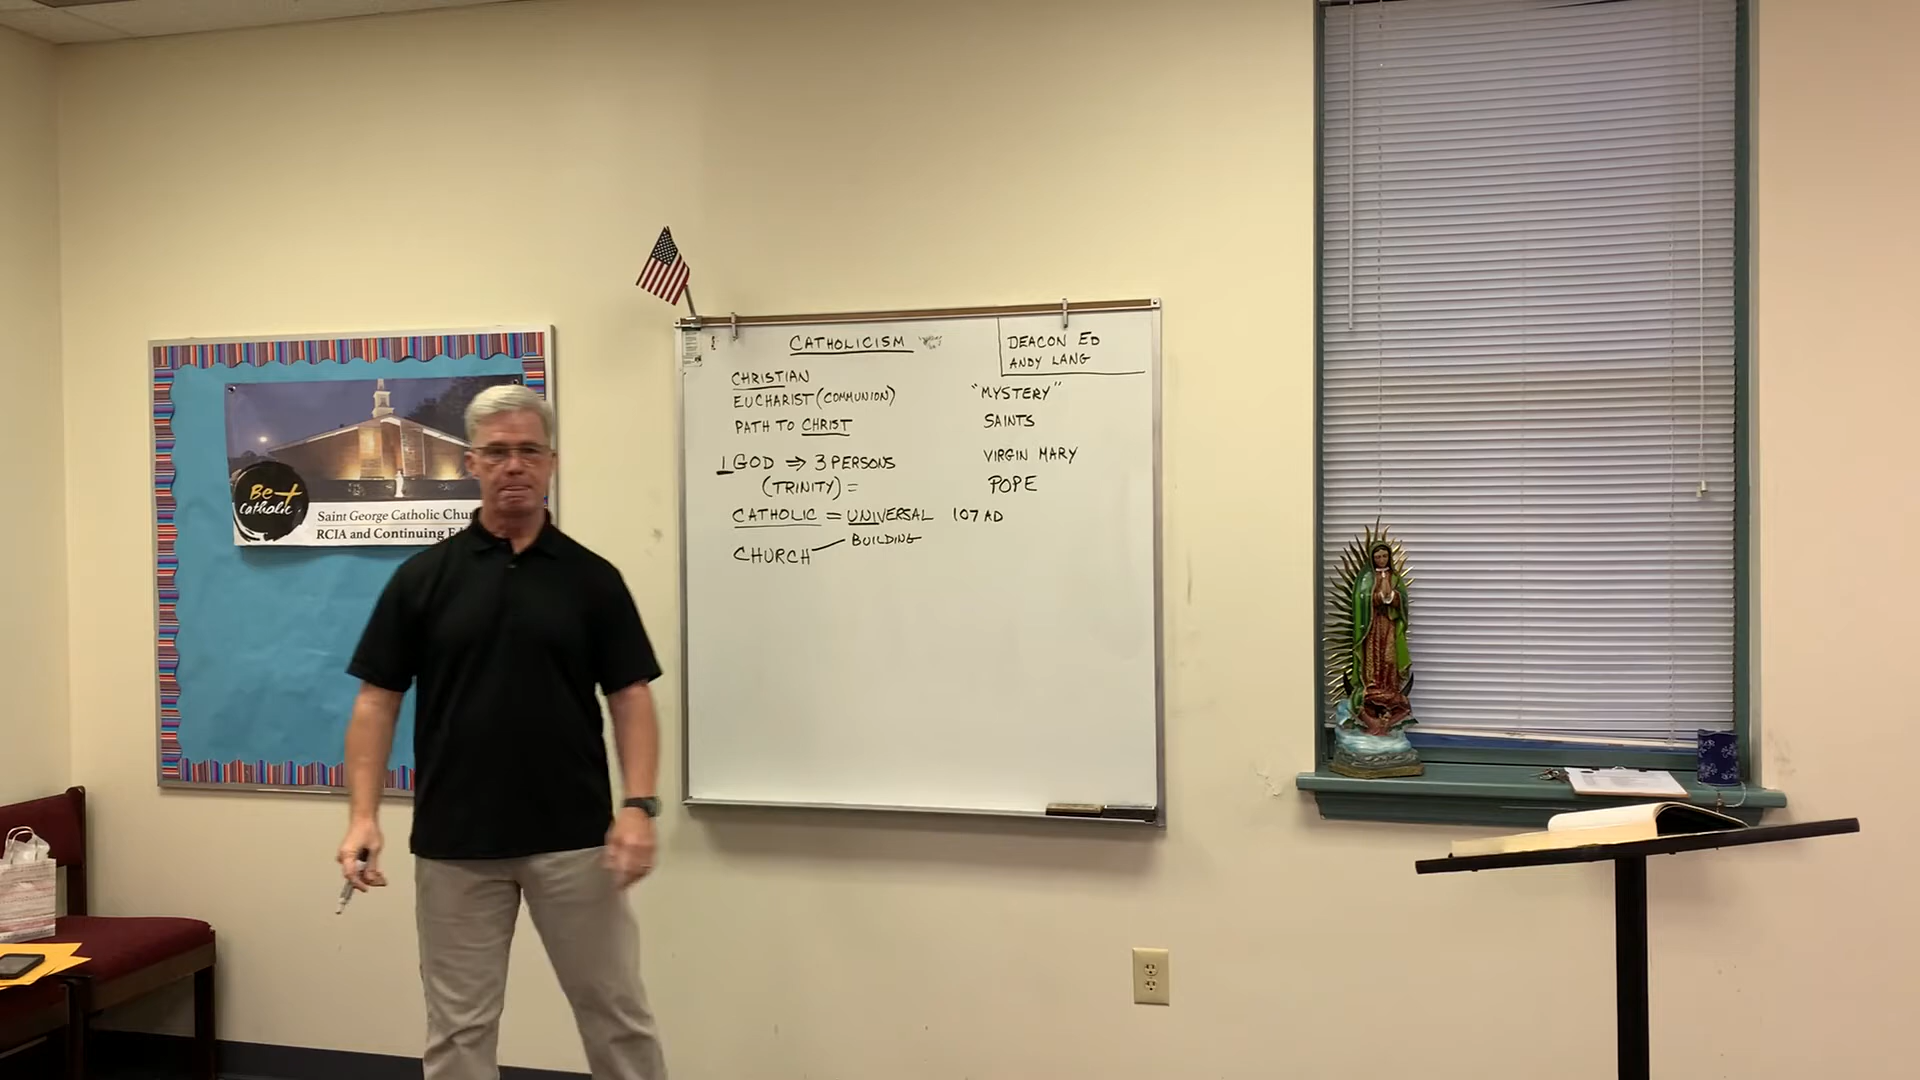 CATHOLICISM
DEACON ED
ANDY LANG
CHRISTIAN
EUCHARIST (COMMUNION)
PATH TO CHRIST
1 GOD ⇒ 3 PERSONS
(TRINITY) =
CATHOLIC = UNIVERSAL 107 AD
CHURCH — BUILDING
"MYSTERY"
SAINTS
VIRGIN MARY
POPE
Be
Catholic.
Saint George Catholic
RCIA and Continuing